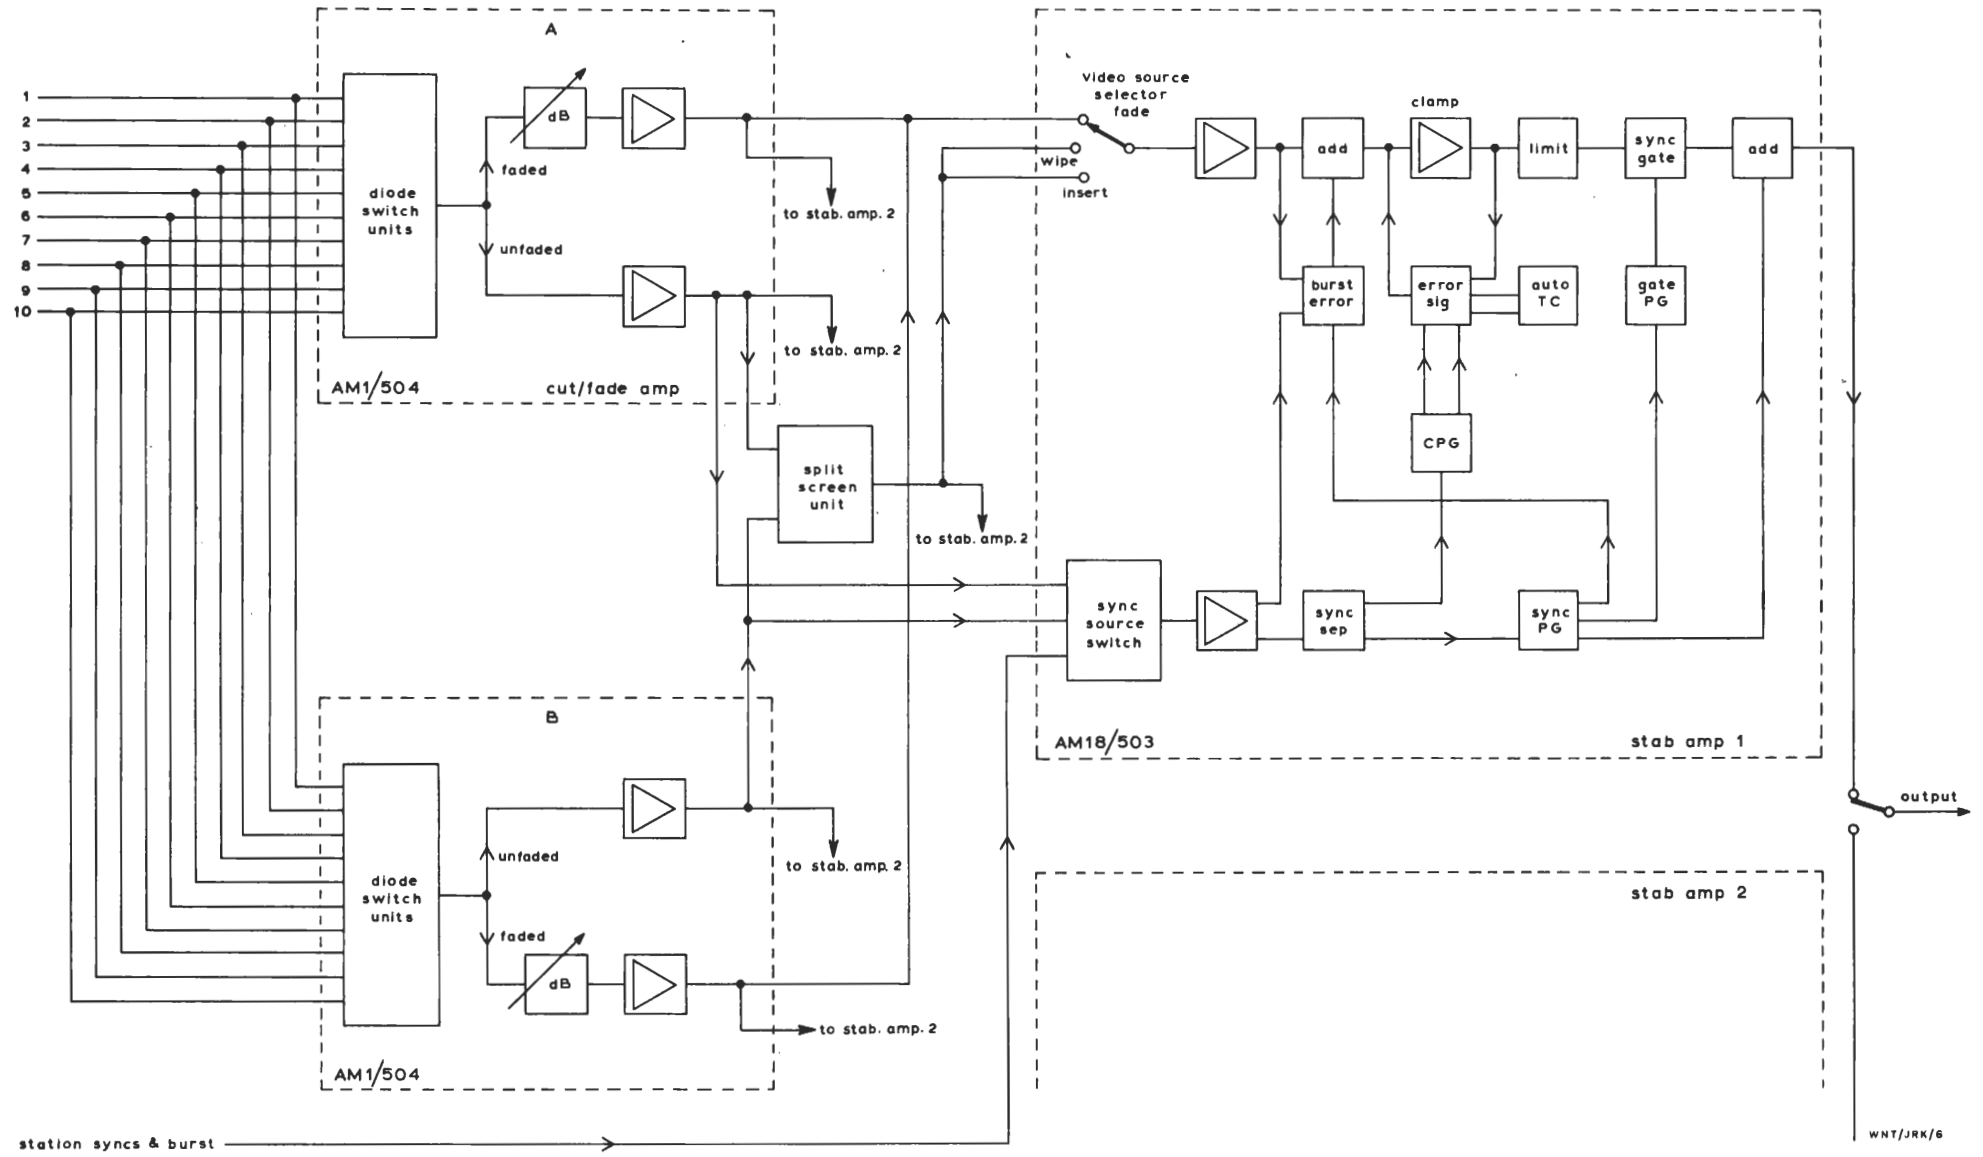 A
1
2
3
4
5
6
7
8
9
10
diode
switch
units
dB
faded
unfaded
to stab. amp. 2
to stab. amp. 2
AM1/504
cut/fade amp
split
screen
unit
to stab. amp. 2
video source
selector
fade
wipe
insert
clamp
add
limit
sync
gate
add
burst
error
error
sig
auto
TC
gate
PG
CPG
sync
source
switch
sync
sep
sync
PG
AM18/503
stab amp 1
B
diode
switch
units
unfaded
faded
dB
to stab. amp. 2
to stab. amp. 2
AM1/504
output
stab amp 2
station syncs & burst
WNT/JRK/6